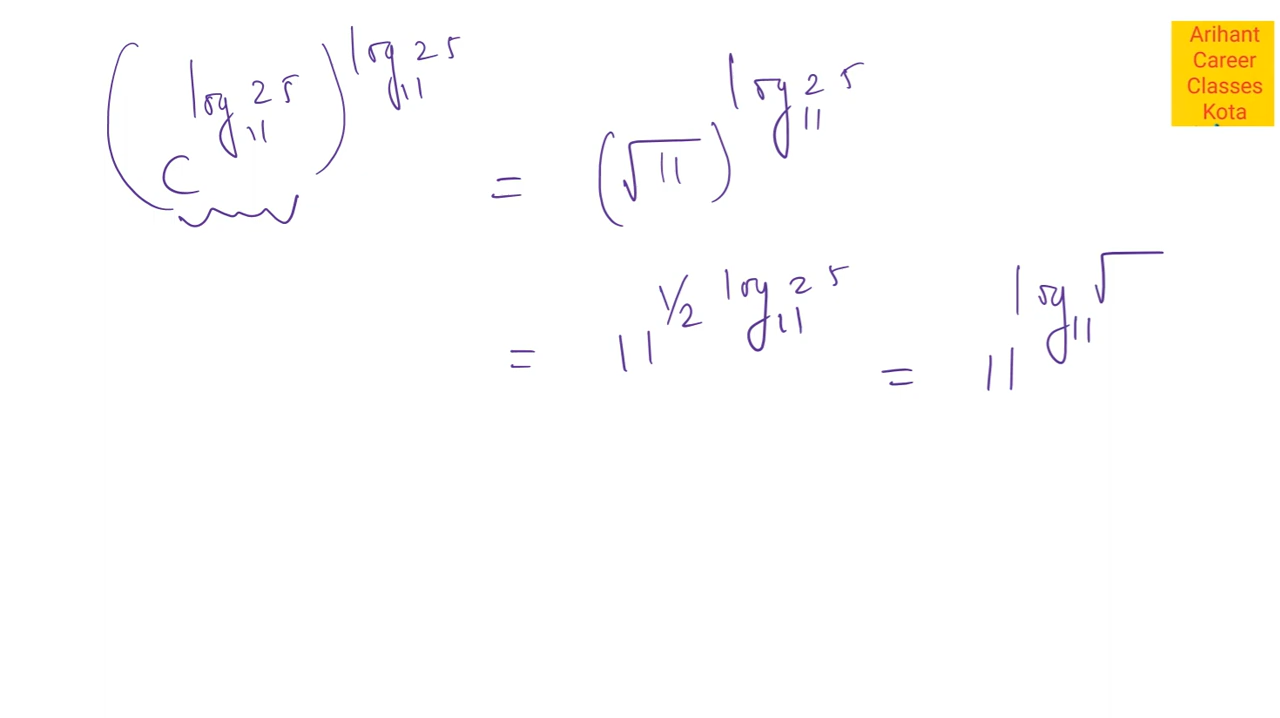 (C^{log_{11} 25})^{log_{11} 25} = (√11)^{log_{11} 25}
= 11^{1/2 log_{11} 25} = 11^{log_{11} √}
Arihant
Career
Classes
Kota